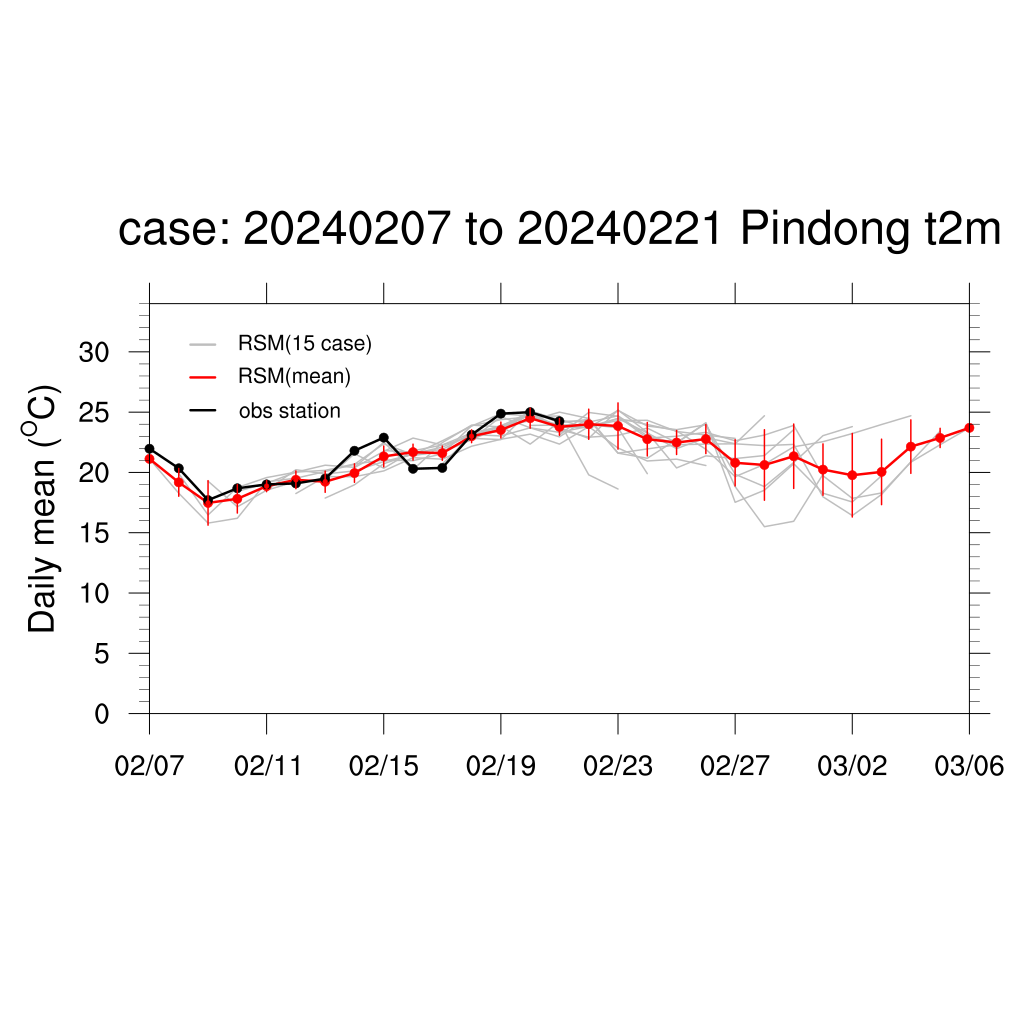 case: 20240207 to 20240221 Pindong t2m
RSM(15 case)
RSM(mean)
obs station
Daily mean (°C)
30
25
20
15
10
5
0
02/07 02/11 02/15 02/19 02/23 02/27 03/02 03/06